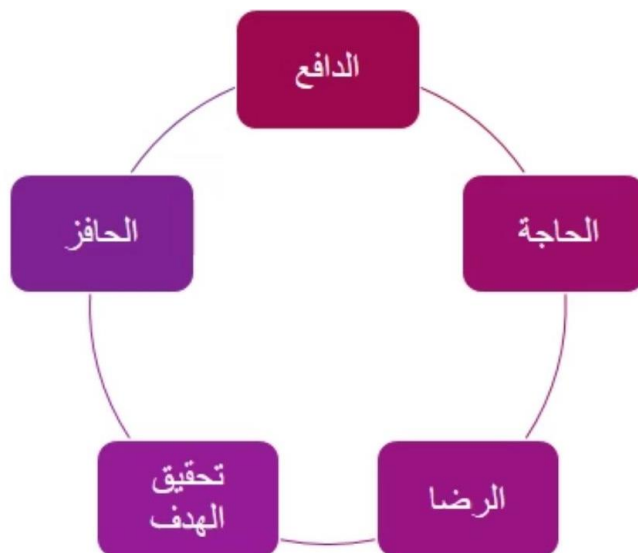 الدافع
الحاجة
الرضا
تحقيق
الهدف
الحافز